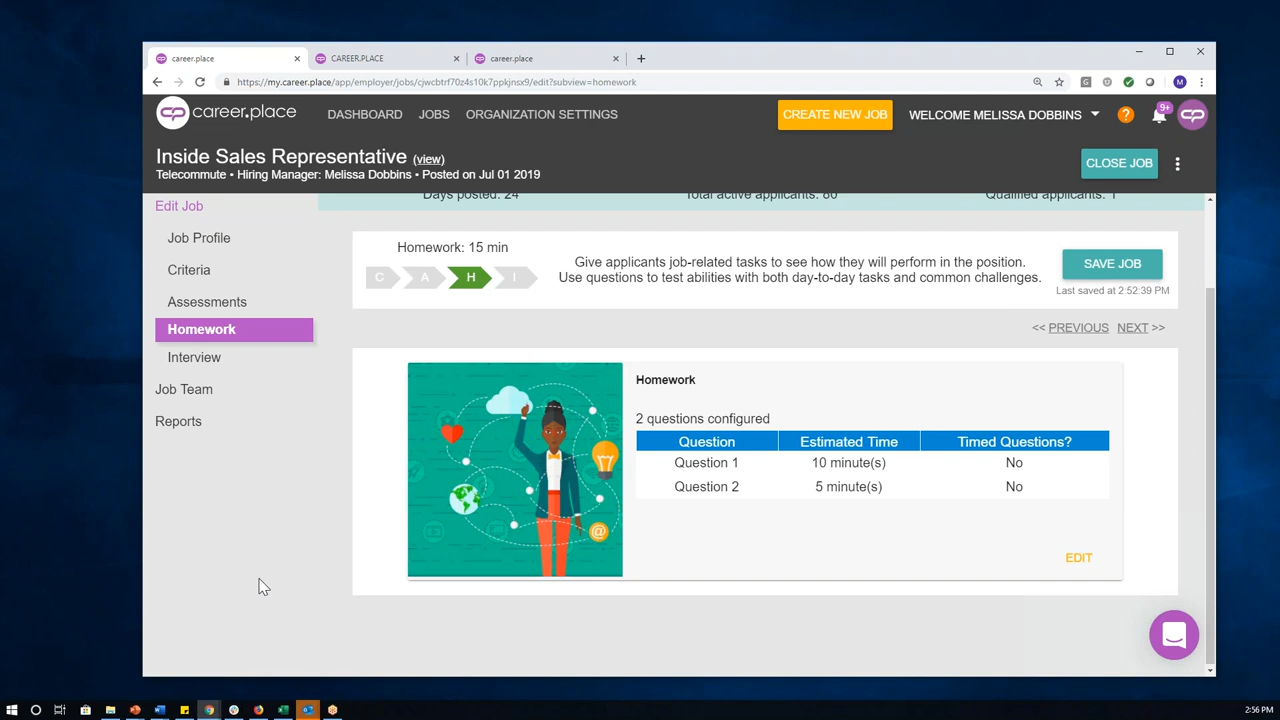 career.place
CAREER.PLACE
career.place
https://my.career.place/app/employer/jobs/cjwcbtrf70z4s10k7ppkjnsx9/edit?subview=homework
M
cp career.place
DASHBOARD
JOBS
ORGANIZATION SETTINGS
CREATE NEW JOB
WELCOME MELISSA DOBBINS
?
9+
cp
Inside Sales Representative (view)
Telecommute • Hiring Manager: Melissa Dobbins • Posted on Jul 01 2019
CLOSE JOB
Edit Job
Job Profile
Criteria
Assessments
Homework
Interview
Job Team
Reports
Days posted: 24
Total active applicants: 80
Qualified applicants: 1
Homework: 15 min
C A H I
Give applicants job-related tasks to see how they will perform in the position.
Use questions to test abilities with both day-to-day tasks and common challenges.
SAVE JOB
Last saved at 2:52:39 PM
<< PREVIOUS NEXT >>
@
Homework
2 questions configured
Question Estimated Time Timed Questions?
Question 1 10 minute(s) No
Question 2 5 minute(s) No
EDIT
2:56 PM